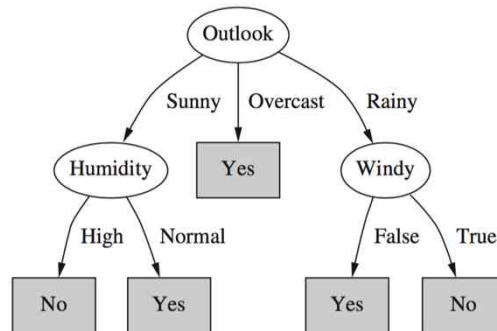 Outlook
Sunny Overcast Rainy
Humidity Yes Windy
High Normal False True
No Yes Yes No